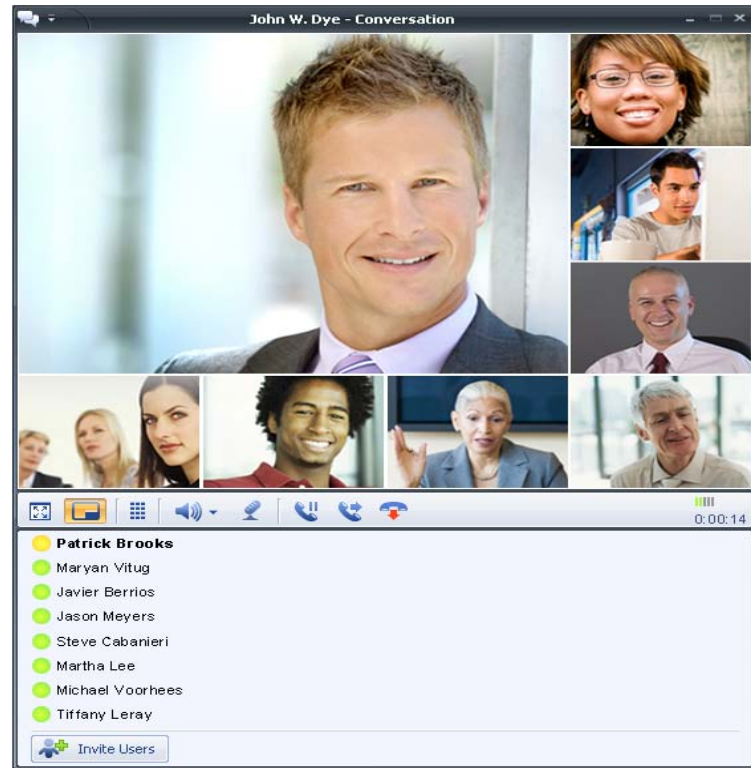 John W. Dye - Conversation
0:00:14
Patrick Brooks
Maryan Vitug
Javier Berrios
Jason Meyers
Steve Cabanieri
Martha Lee
Michael Voorhees
Tiffany Leray
Invite Users